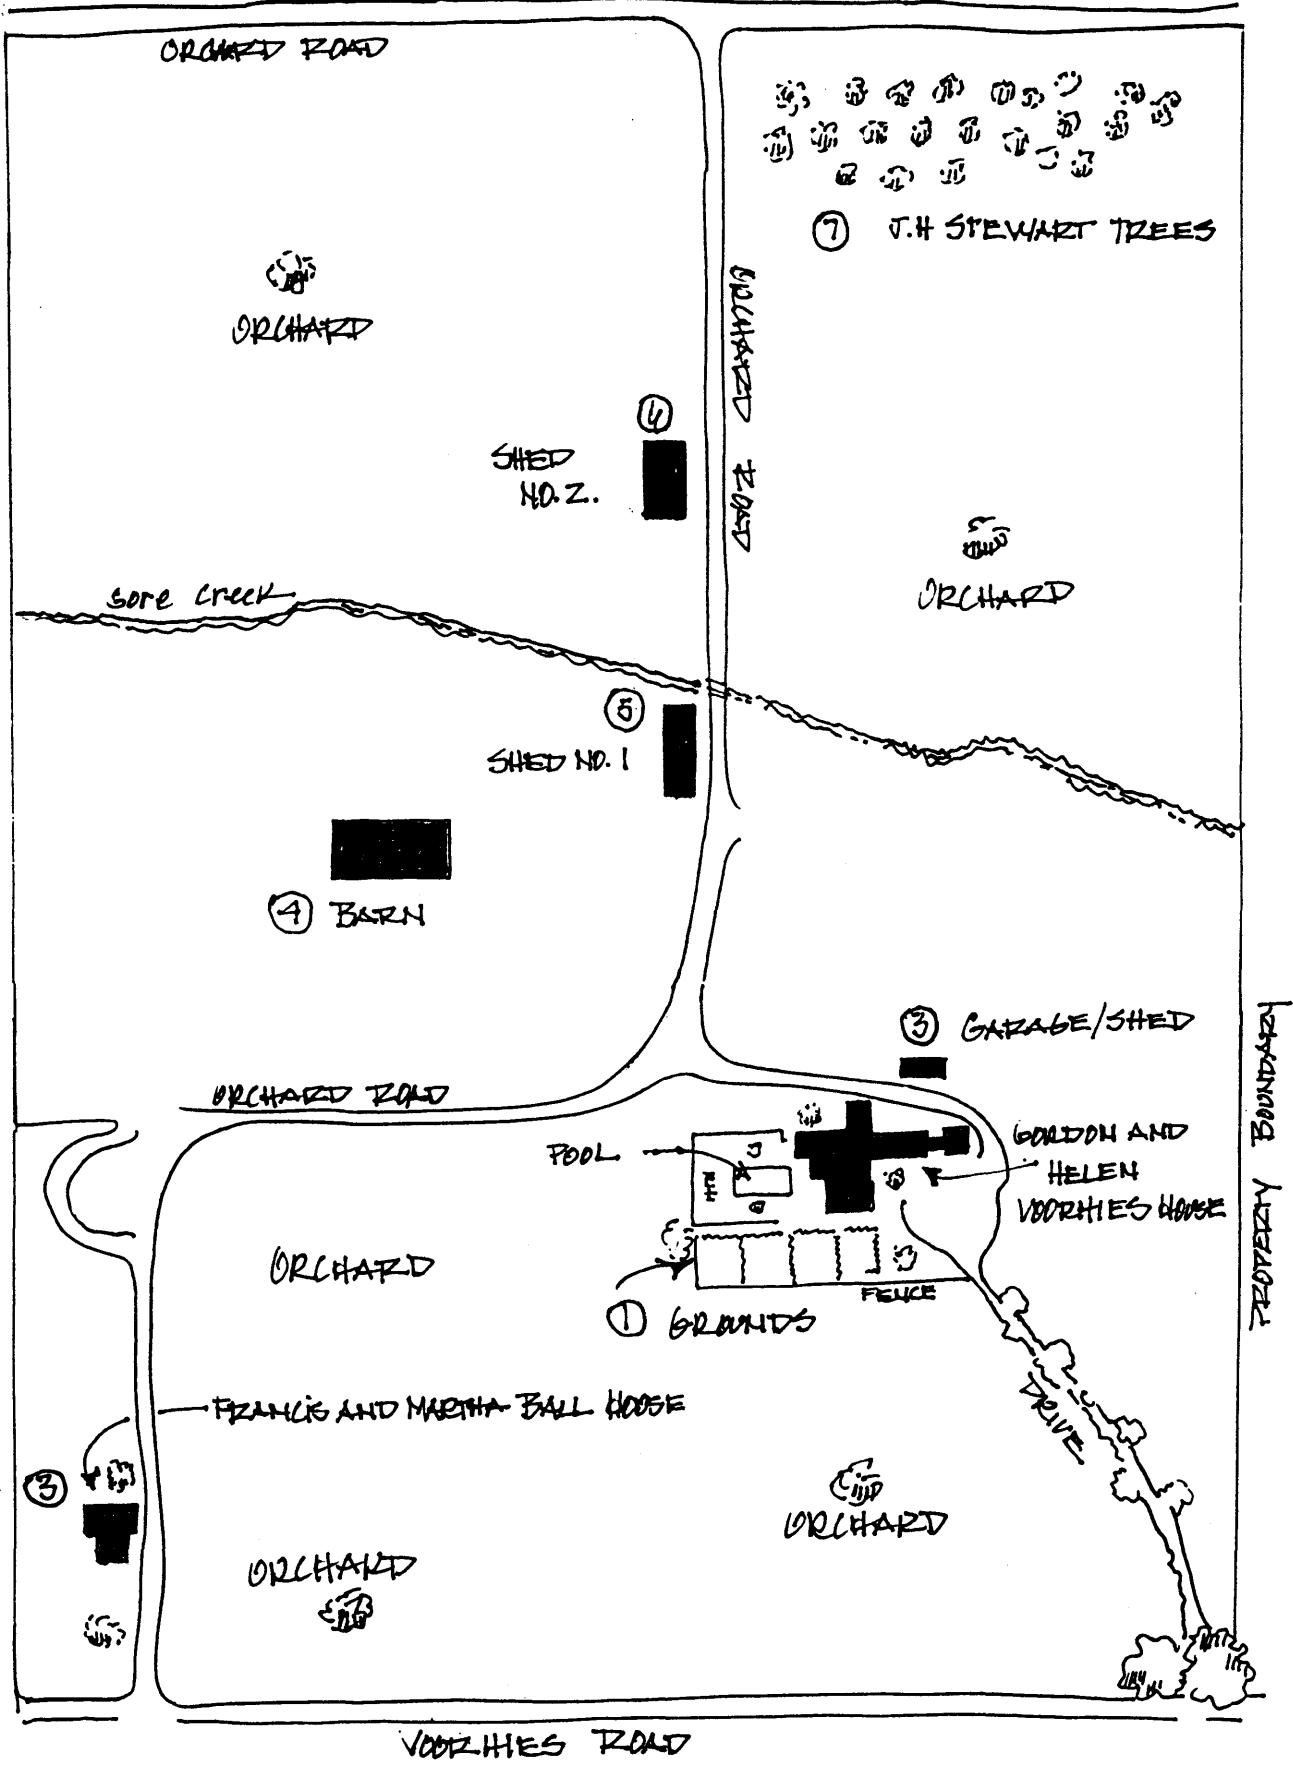 ORCHARD ROAD
7 J.H STEWART TREES
ORCHARD
ORCHARD ROAD
6
SHED
NO. 2.
ORCHARD
Sore Creek
5
SHED NO. 1
4 BARN
3 GARAGE/SHED
PROPERTY BOUNDARY
ORCHARD ROAD
POOL
GORDON AND
HELEN
VOORHIES HOUSE
ORCHARD
FENCE
1 GROUNDS
DRIVE
FRANCIS AND MARTHA BALL HOUSE
3
ORCHARD
ORCHARD
VOORHIES ROAD